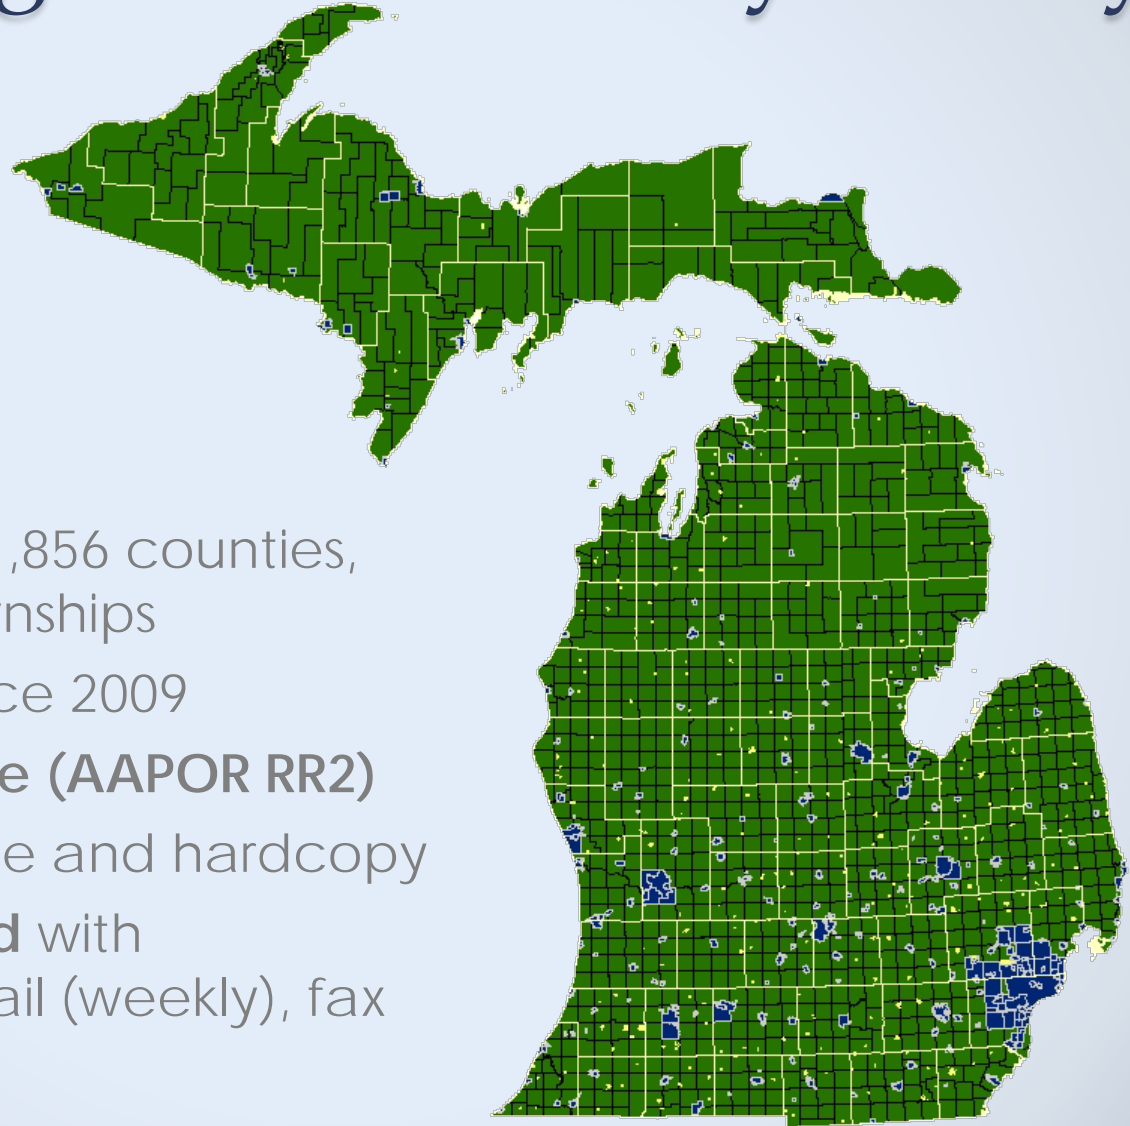 ,856 counties,
nships
ce 2009
e (AAPOR RR2)
e and hardcopy
d with
ail (weekly), fax